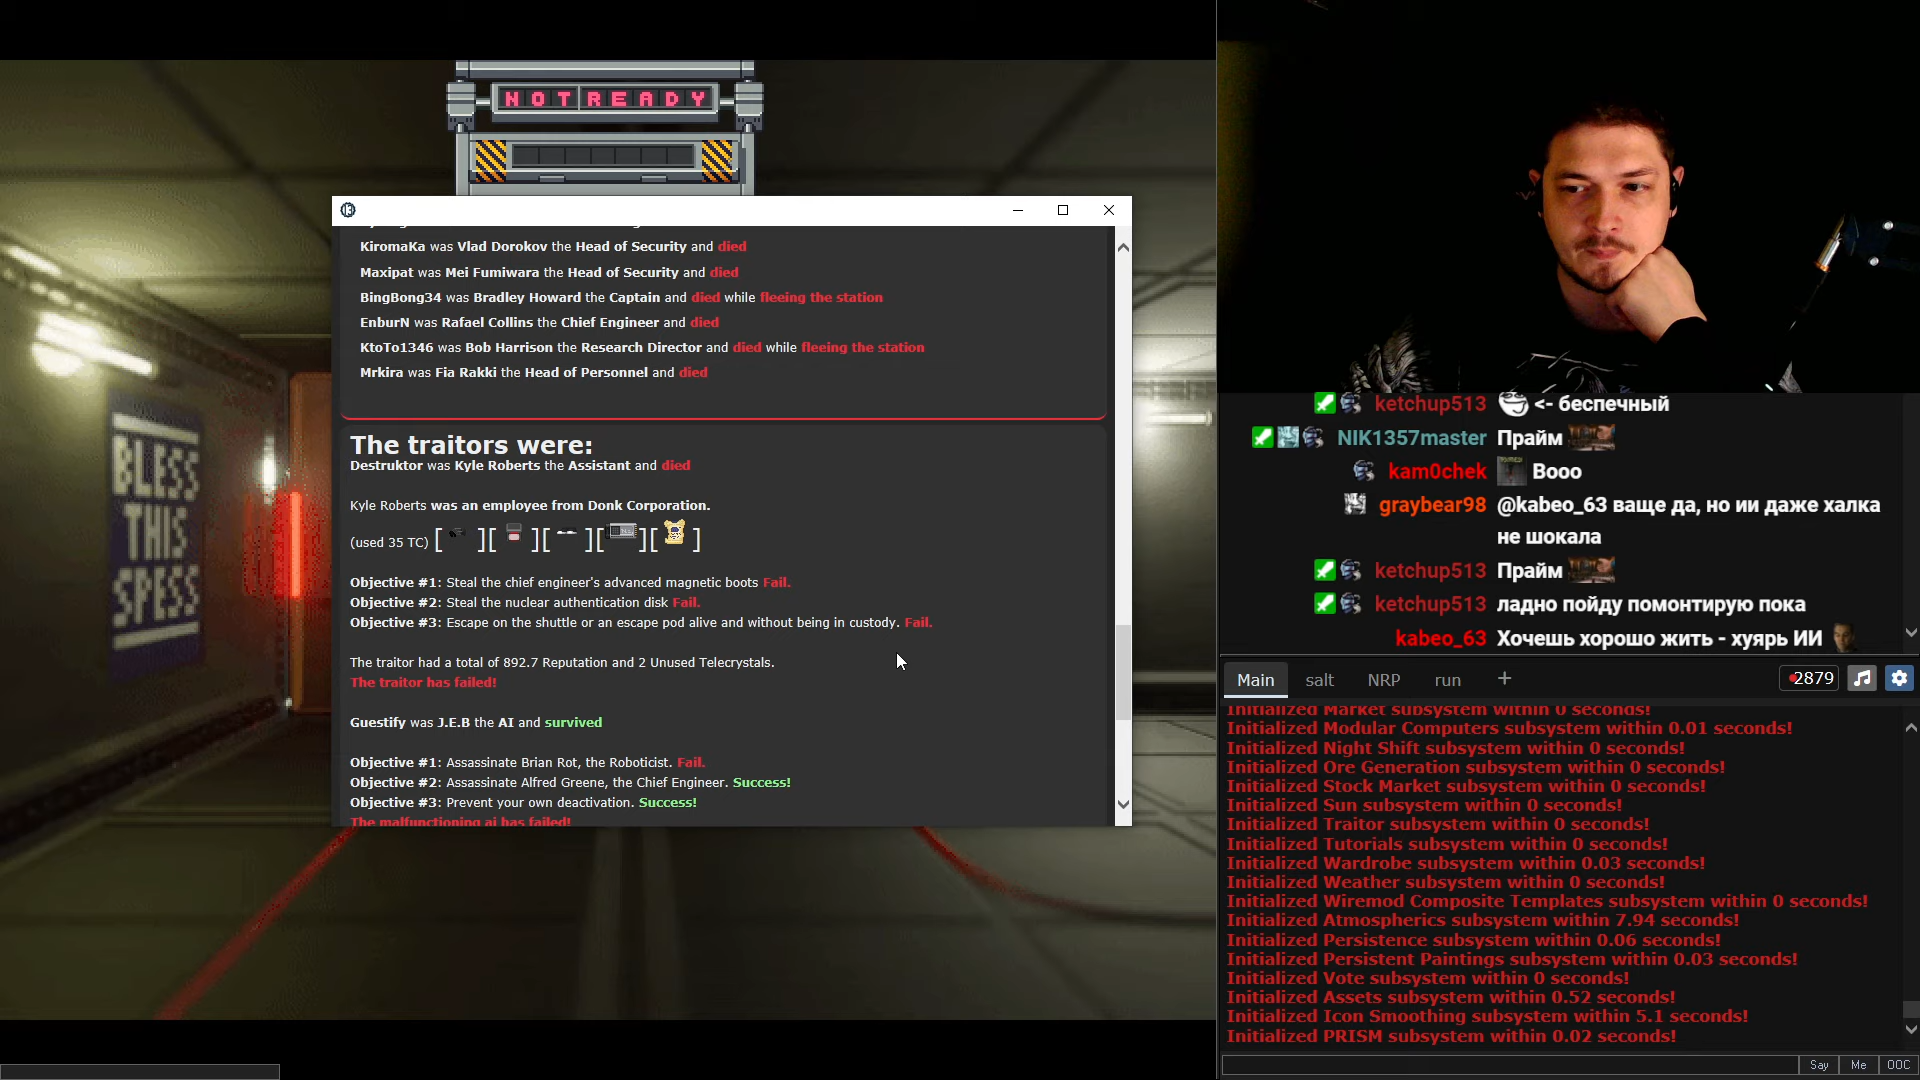 NOT READY
BLESS
THIS
SPESS
KiromaKa was Vlad Dorokov the Head of Security and died
Maxipat was Mei Fumiwara the Head of Security and died
BingBong34 was Bradley Howard the Captain and died while fleeing the station
EnburN was Rafael Collins the Chief Engineer and died
KtoTo1346 was Bob Harrison the Research Director and died while fleeing the station
Mrkira was Fia Rakki the Head of Personnel and died
The traitors were:
Destruktor was Kyle Roberts the Assistant and died
Kyle Roberts was an employee from Donk Corporation.
(used 35 TC) [ ][ ][ ][ ][ ]
Objective #1: Steal the chief engineer's advanced magnetic boots Fail.
Objective #2: Steal the nuclear authentication disk Fail.
Objective #3: Escape on the shuttle or an escape pod alive and without being in custody. Fail.
The traitor had a total of 892.7 Reputation and 2 Unused Telecrystals.
The traitor has failed!
Guestify was J.E.B the AI and survived
Objective #1: Assassinate Brian Rot, the Roboticist. Fail.
Objective #2: Assassinate Alfred Greene, the Chief Engineer. Success!
Objective #3: Prevent your own deactivation. Success!
The malfunctioning ai has failed!
ketchup513 <- беспечный
NIK1357master Прайм
kam0chek Вооо
graybear98 @kabeo_63 ваще да, но ии даже халка
не шокала
ketchup513 Прайм
ketchup513 ладно пойду помонтирую пока
kabeo_63 Хочешь хорошо жить - хуярь ИИ
Main salt NRP run + 2879
Initialized Market subsystem within 0 seconds!
Initialized Modular Computers subsystem within 0.01 seconds!
Initialized Night Shift subsystem within 0 seconds!
Initialized Ore Generation subsystem within 0 seconds!
Initialized Stock Market subsystem within 0 seconds!
Initialized Sun subsystem within 0 seconds!
Initialized Traitor subsystem within 0 seconds!
Initialized Tutorials subsystem within 0 seconds!
Initialized Wardrobe subsystem within 0.03 seconds!
Initialized Weather subsystem within 0 seconds!
Initialized Wiremod Composite Templates subsystem within 0 seconds!
Initialized Atmospherics subsystem within 7.94 seconds!
Initialized Persistence subsystem within 0.06 seconds!
Initialized Persistent Paintings subsystem within 0.03 seconds!
Initialized Vote subsystem within 0 seconds!
Initialized Assets subsystem within 0.52 seconds!
Initialized Icon Smoothing subsystem within 5.1 seconds!
Initialized PRISM subsystem within 0.02 seconds!
Say Me OOC